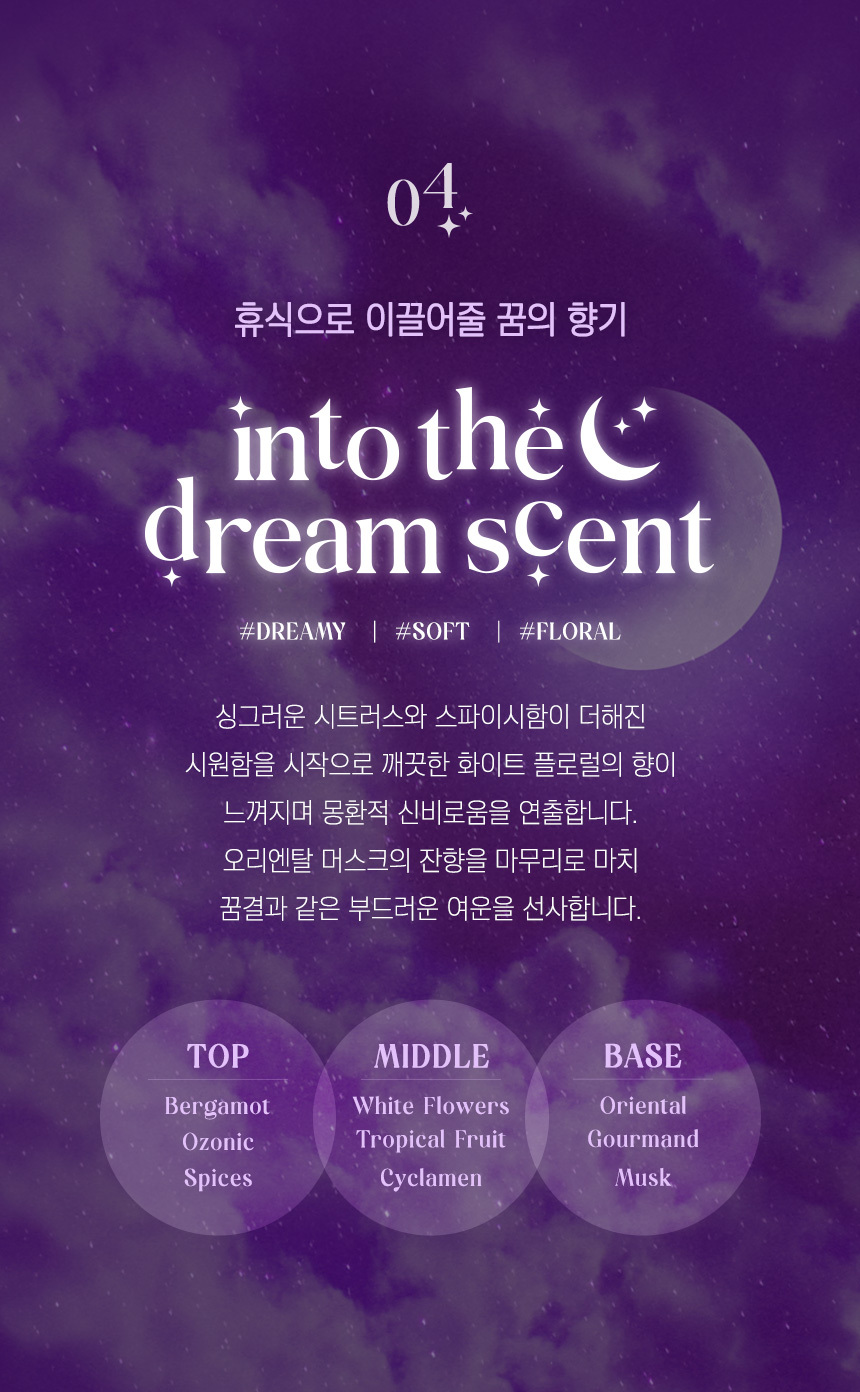 04
휴식으로 이끌어줄 꿈의 향기
into the
dream scent
#DREAMY | #SOFT | #FLORAL
싱그러운 시트러스와 스파이시함이 더해진
시원함을 시작으로 깨끗한 화이트 플로럴의 향이
느껴지며 몽환적 신비로움을 연출합니다.
오리엔탈 머스크의 잔향을 마무리로 마치
꿈결과 같은 부드러운 여운을 선사합니다.
TOP
Bergamot
Ozonic
Spices
MIDDLE
White Flowers
Tropical Fruit
Cyclamen
BASE
Oriental
Gourmand
Musk